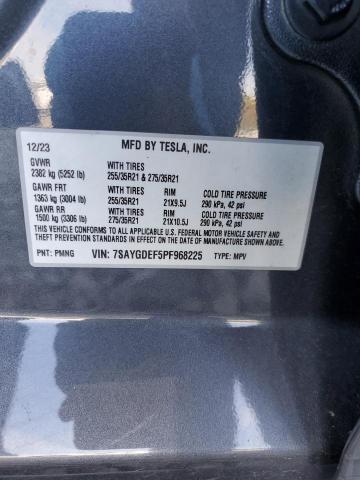 12/23 MFD BY TESLA, INC.
GVWR WITH TIRES
2382 kg (5252 lb) 255/35R21 & 275/35R21
GAWR FRT WITH TIRES RIM COLD TIRE PRESSURE
1363 kg (3004 lb) 255/35R21 21X9.5J 290 kPa, 42 psi
GAWR RR WITH TIRES RIM COLD TIRE PRESSURE
1500 kg (3306 lb) 275/35R21 21X10.5J 290 kPa, 42 psi
THIS VEHICLE CONFORMS TO ALL APPLICABLE U.S. FEDERAL MOTOR VEHICLE SAFETY AND
THEFT PREVENTION STANDARDS IN EFFECT ON THE DATE OF MANUFACTURE SHOWN ABOVE.
PNT: PMNG VIN: 7SAYGDEF5PF968225 TYPE: MPV